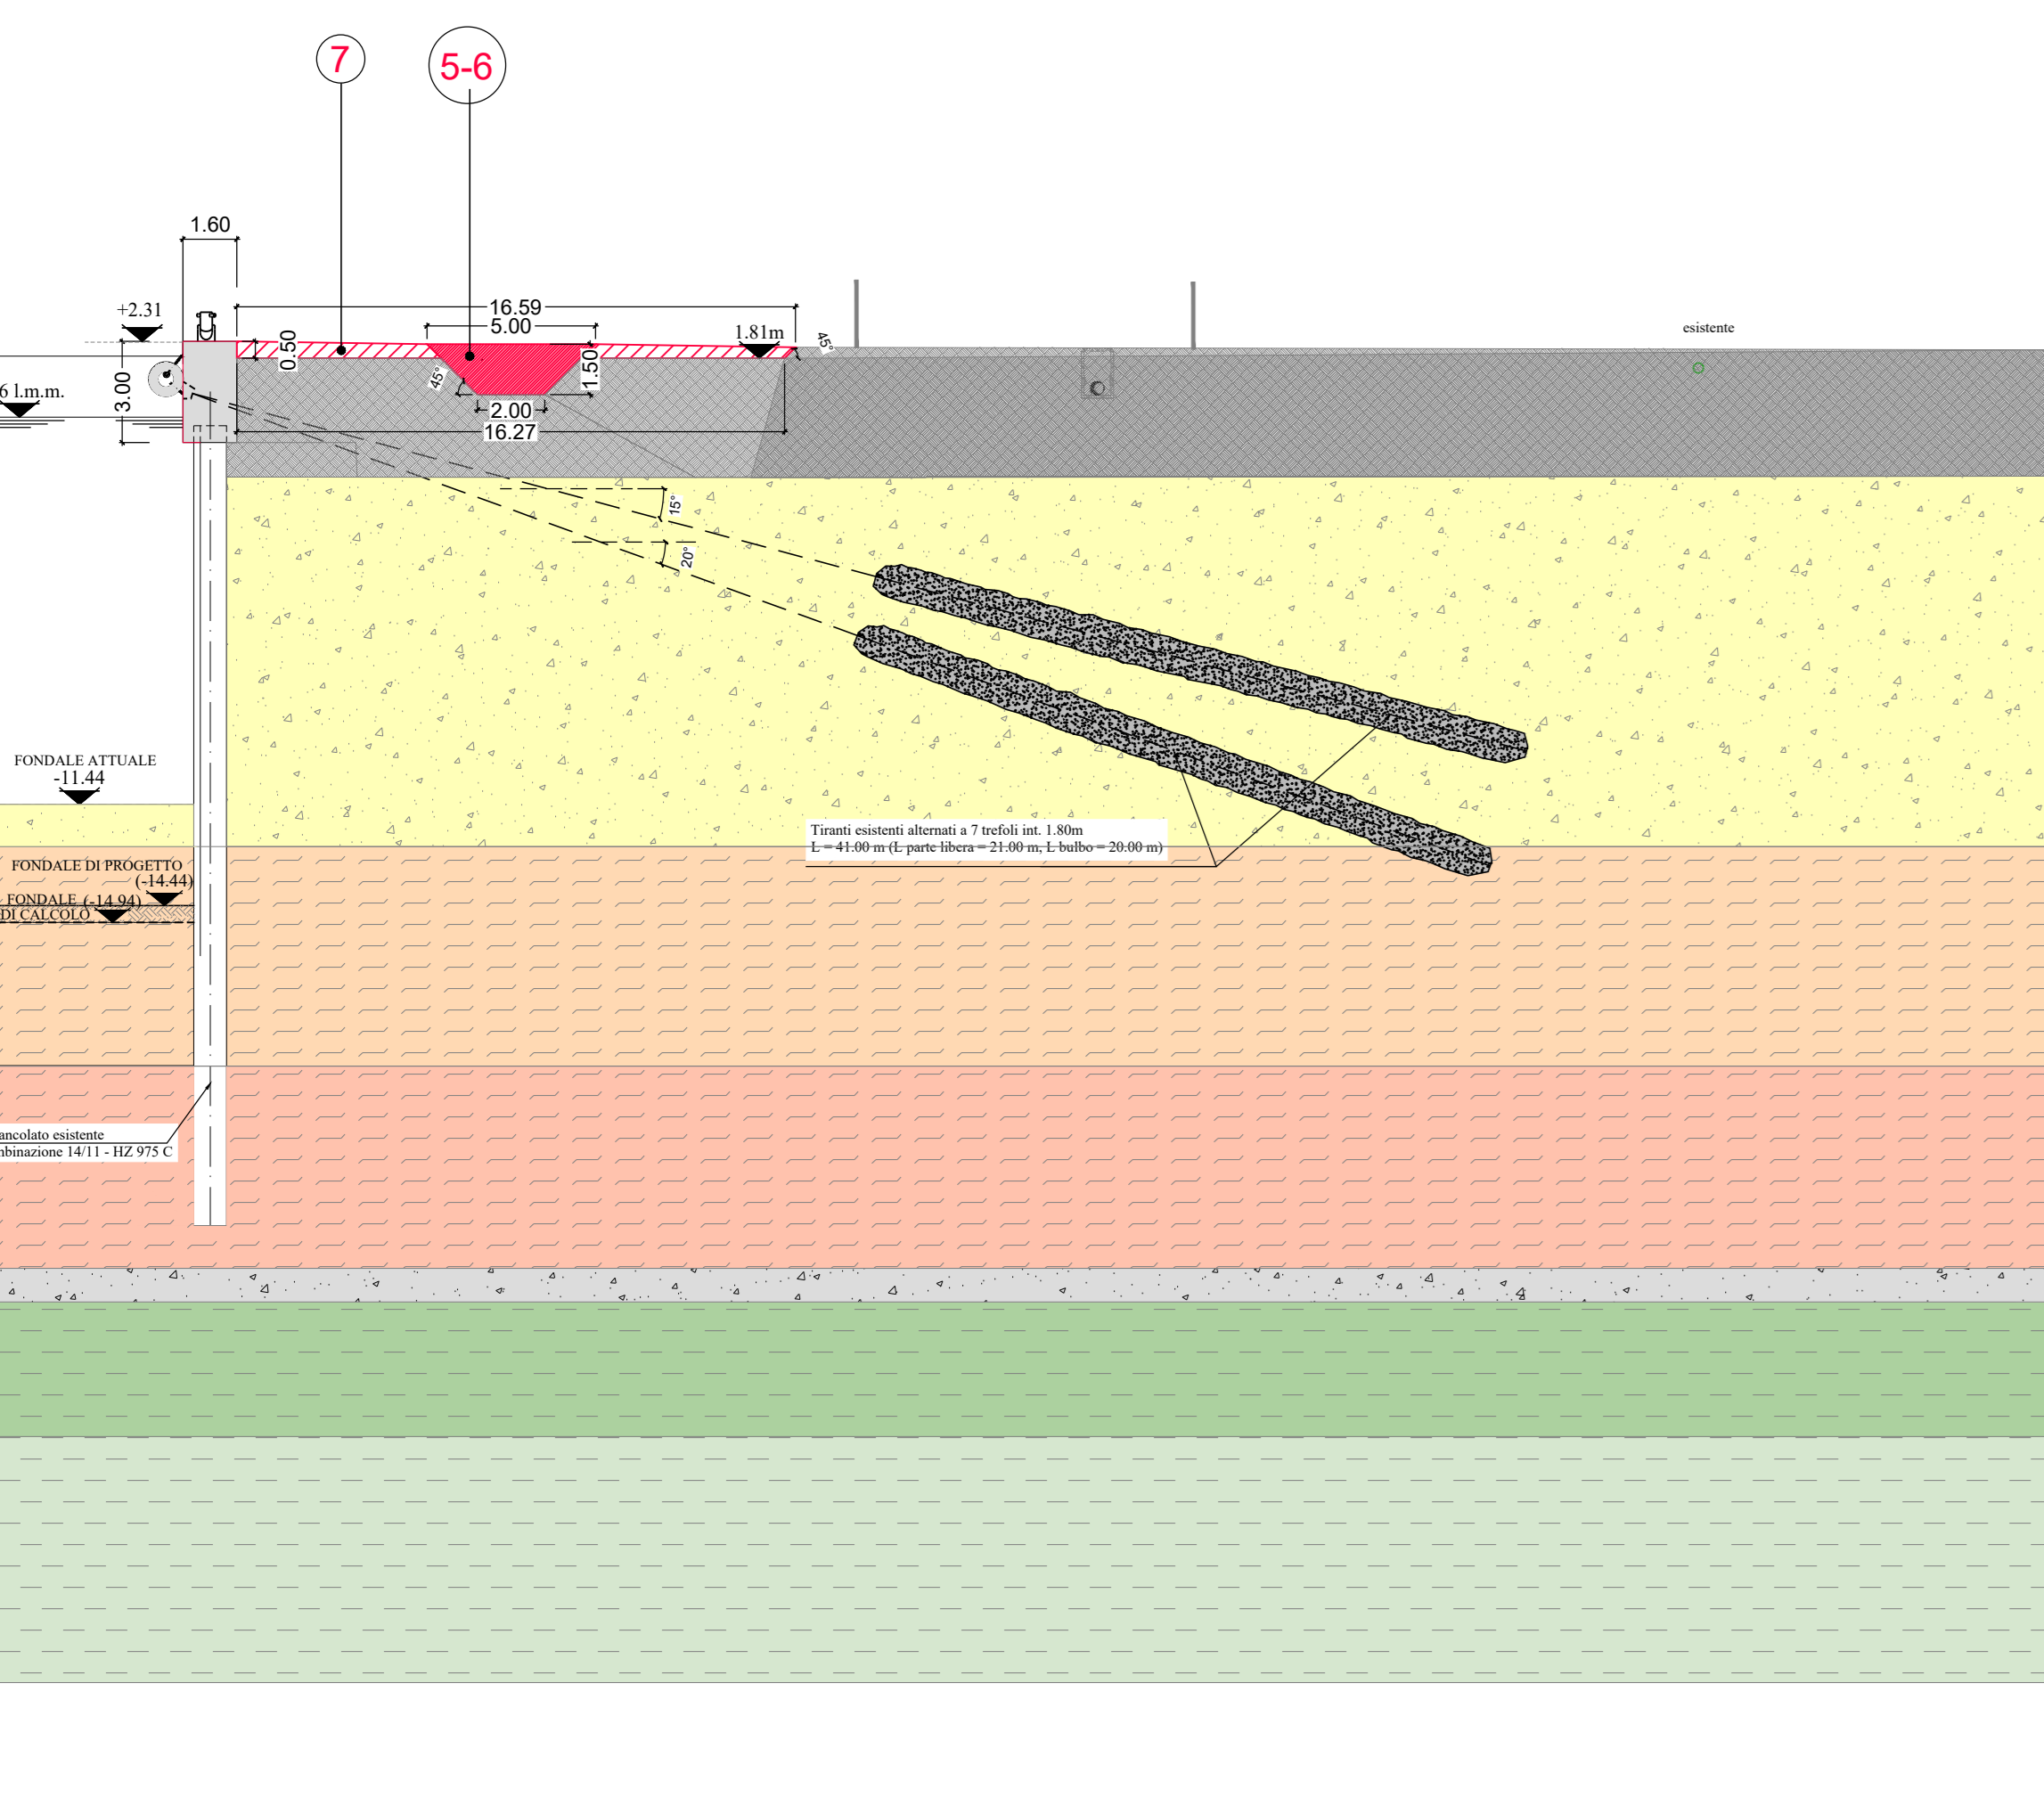 7
5-6
1.60
+2.31
16.59
5.00
1.81m
45°
esistente
0.50
1.50
45°
3.00
6 l.m.m.
2.00
16.27
15°
20°
FONDALE ATTUALE
-11.44
Tiranti esistenti alternati a 7 trefoli int. 1.80m
L = 41.00 m (L parte libera = 21.00 m, L bulbo = 20.00 m)
FONDALE DI PROGETTO
(-14.44)
FONDALE (-14.94)
DI CALCOLO
ancolato esistente
binazione 14/11 - HZ 975 C